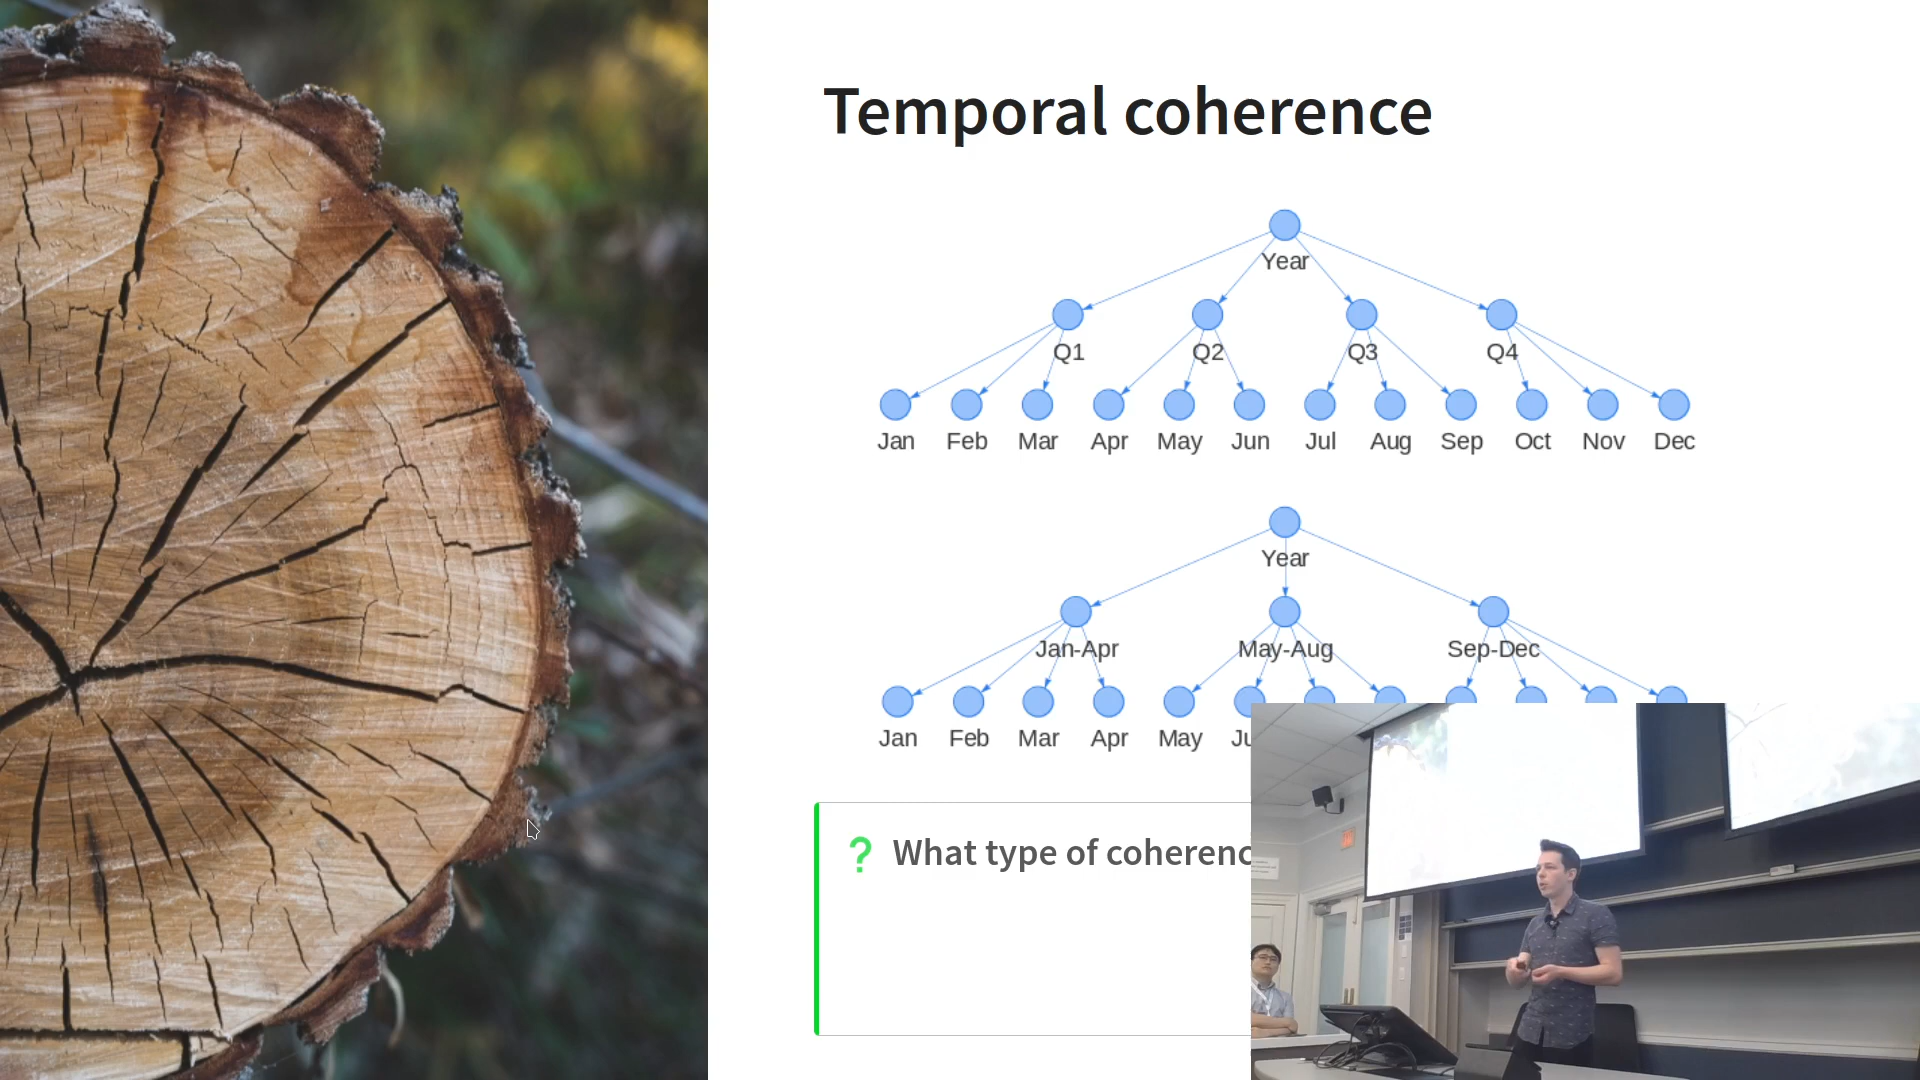 Temporal coherence
Year
Q1 Q2 Q3 Q4
Jan Feb Mar Apr May Jun Jul Aug Sep Oct Nov Dec
Year
Jan-Apr May-Aug Sep-Dec
Jan Feb Mar Apr May
? What type of